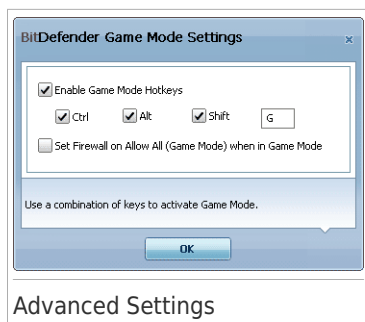 BitDefender Game Mode Settings
x
Enable Game Mode Hotkeys
Ctrl Alt Shift G
Set Firewall on Allow All (Game Mode) when in Game Mode
Use a combination of keys to activate Game Mode.
OK
Advanced Settings